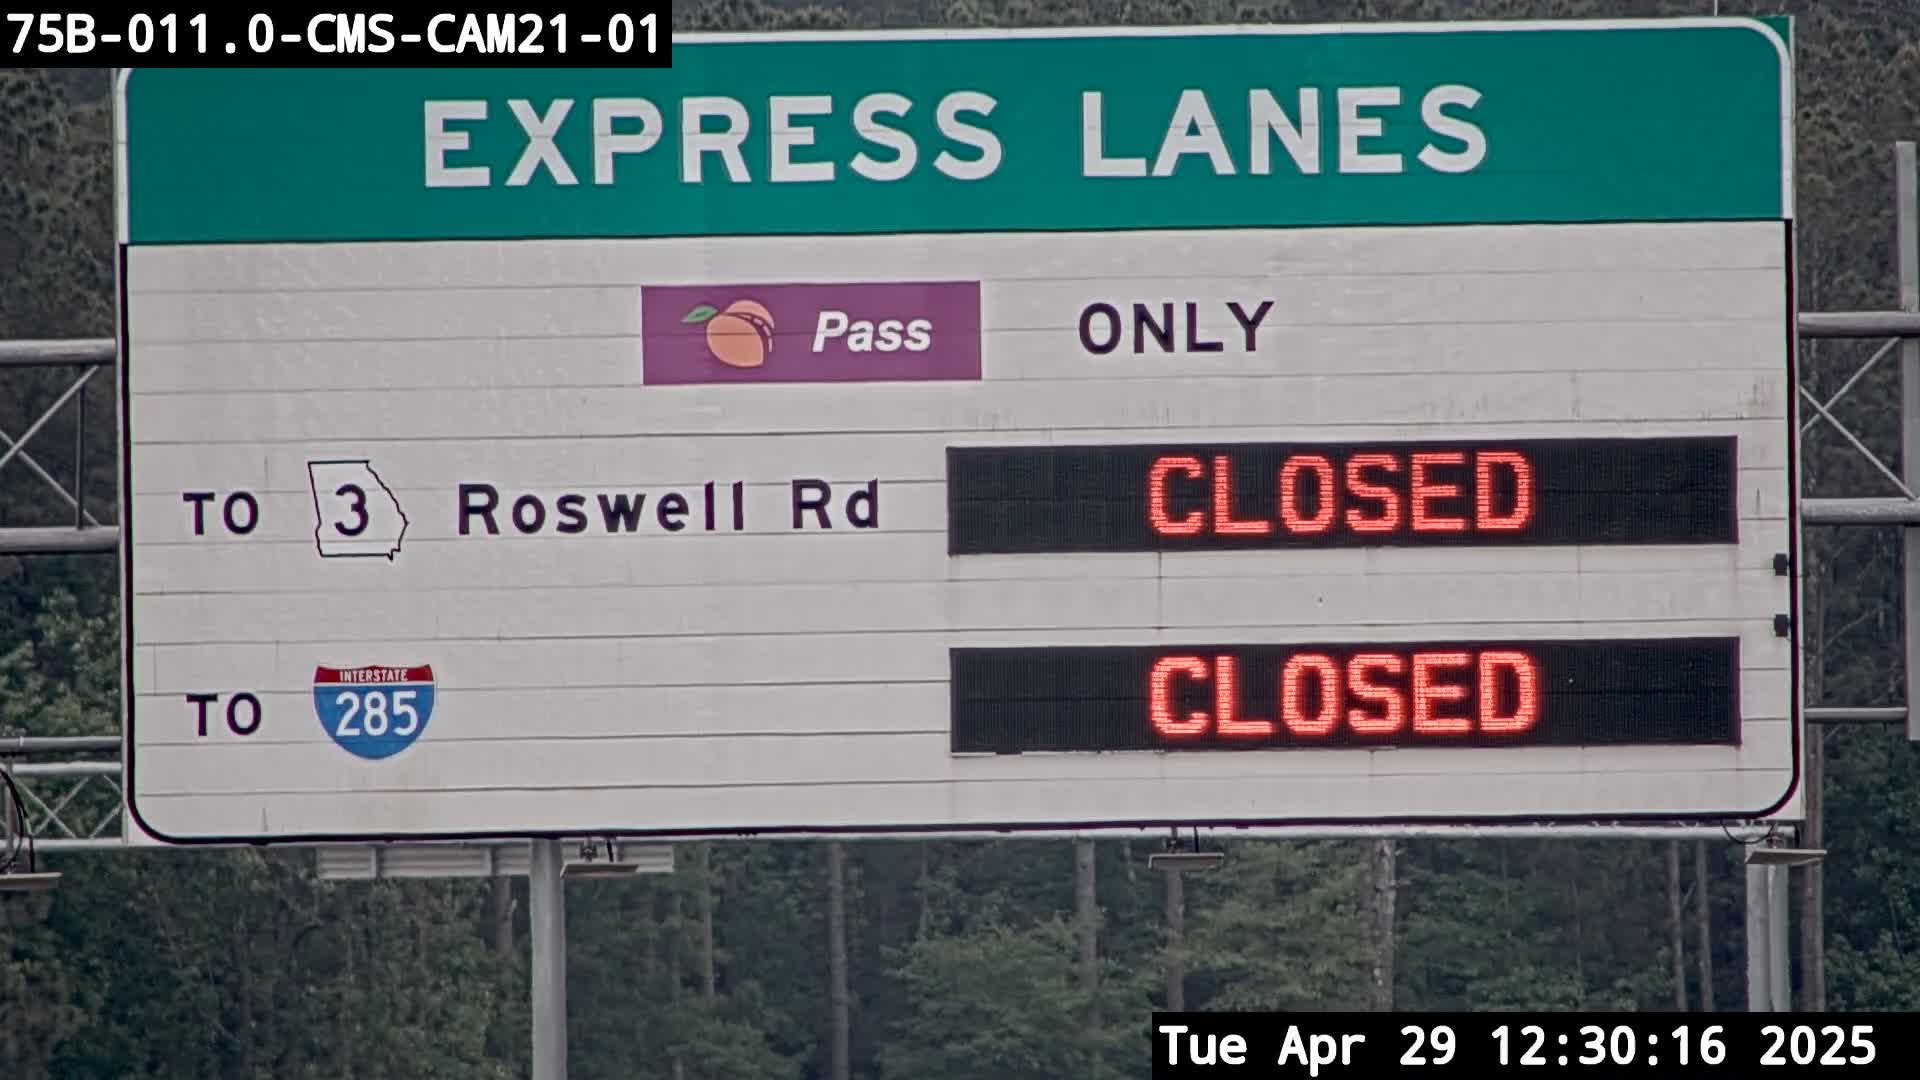 75B-011.0-CMS-CAM21-01
EXPRESS LANES
Pass ONLY
TO 3 Roswell Rd CLOSED
TO INTERSTATE 285 CLOSED
Tue Apr 29 12:30:16 2025